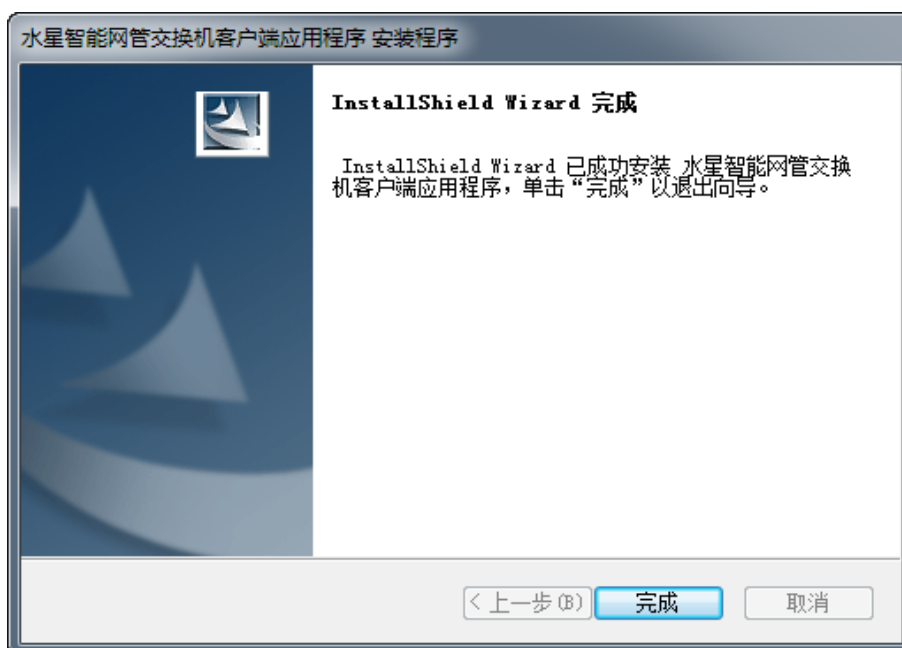 水星智能网管交换机客户端应用程序 安装程序
InstallShield Wizard 完成
InstallShield Wizard 已成功安装 水星智能网管交换
机客户端应用程序，单击“完成”以退出向导。
< 上一步(B)
完成
取消